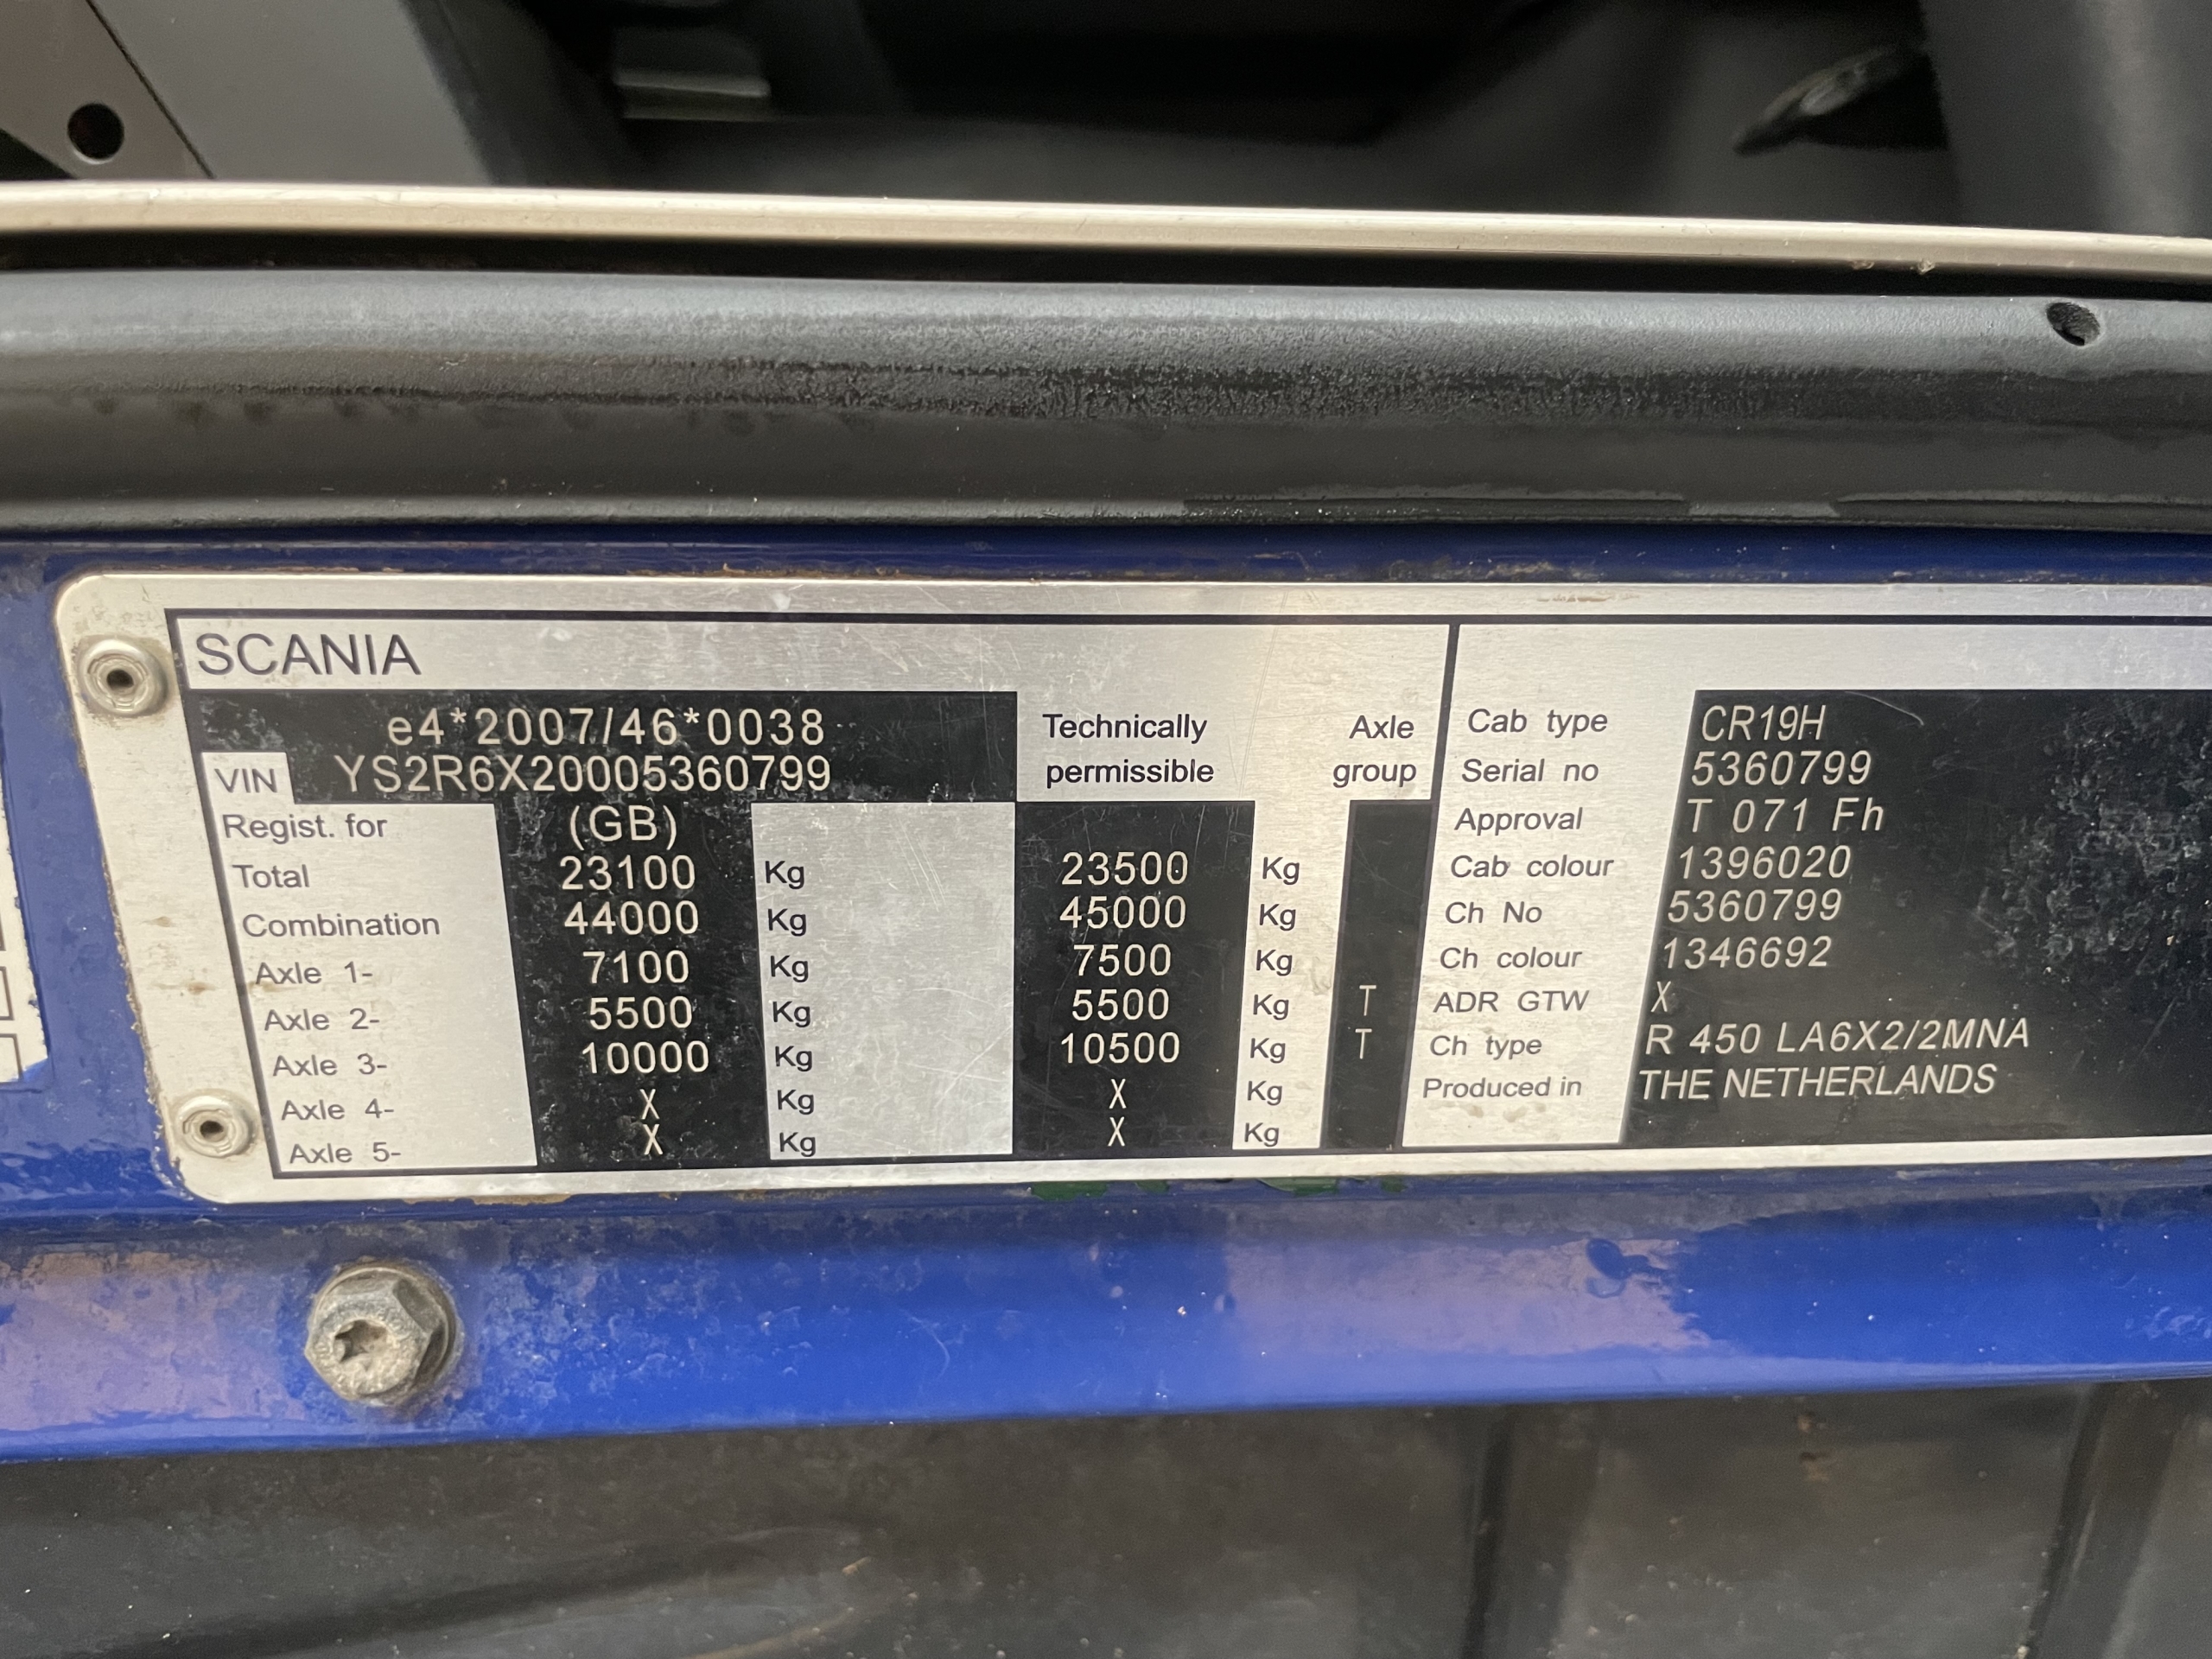 SCANIA
e4*2007/46*0038
VIN YS2R6X20005360799
Technically permissible
Axle group
Regist. for (GB)
Total 23100 Kg 23500 Kg
Combination 44000 Kg 45000 Kg
Axle 1- 7100 Kg 7500 Kg
Axle 2- 5500 Kg 5500 Kg T
Axle 3- 10000 Kg 10500 Kg T
Axle 4- X Kg X Kg
Axle 5- X Kg X Kg
Cab type CR19H
Serial no 5360799
Approval T 071 Fh
Cab colour 1396020
Ch No 5360799
Ch colour 1346692
ADR GTW X
Ch type R 450 LA6X2/2MNA
Produced in THE NETHERLANDS